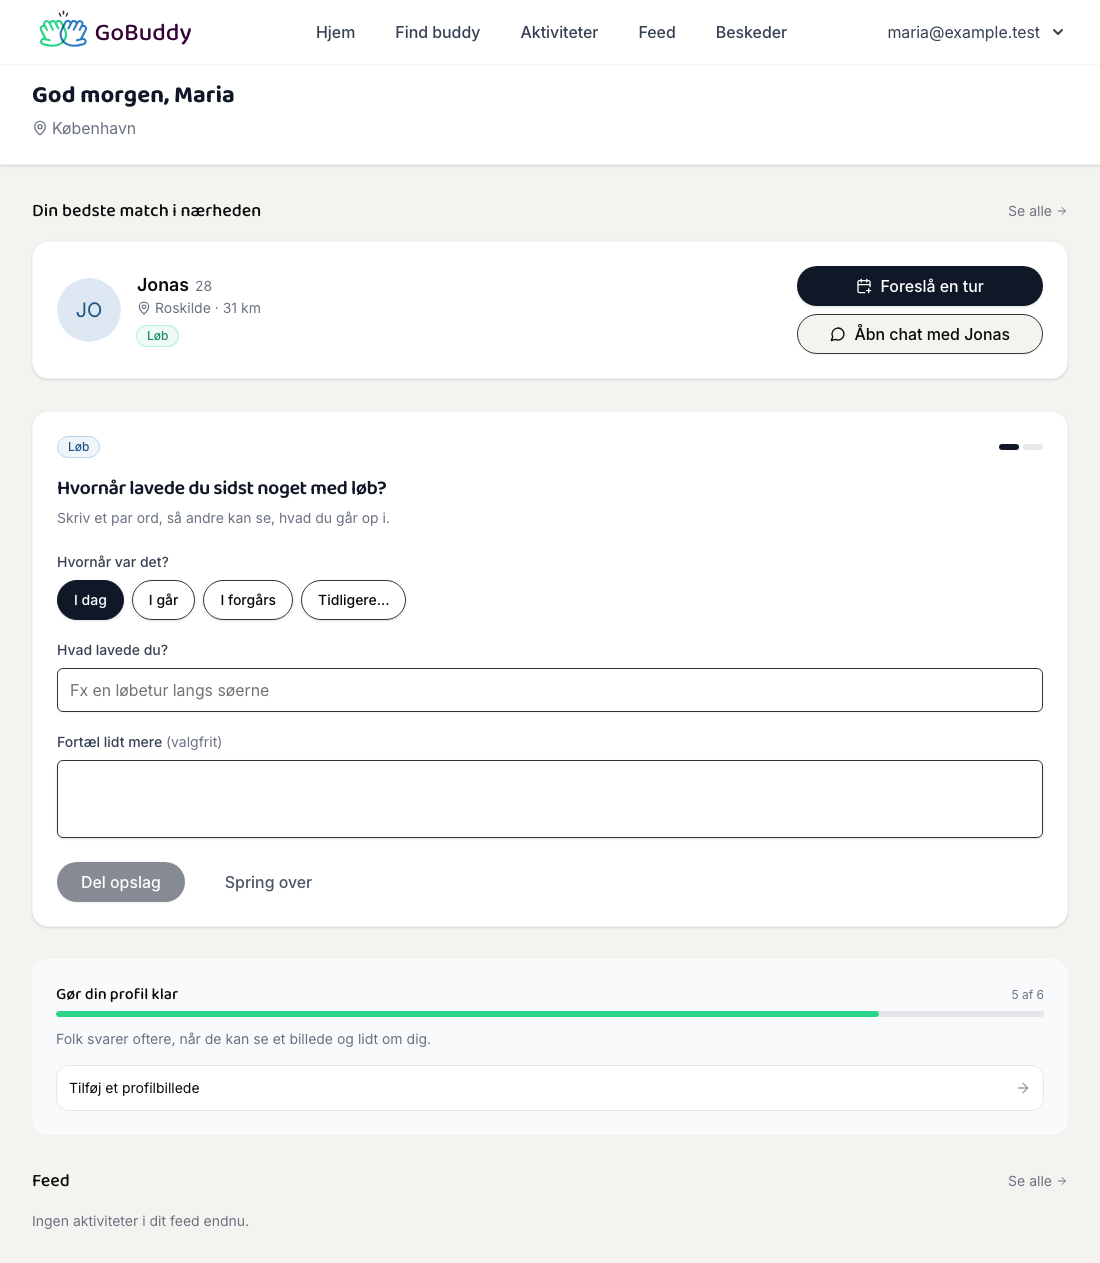 GoBuddy
Hjem
Find buddy
Aktiviteter
Feed
Beskeder
maria@example.test
God morgen, Maria
København
Din bedste match i nærheden
Se alle →
JO
Jonas 28
Roskilde · 31 km
Løb
Foreslå en tur
Åbn chat med Jonas
Løb
Hvornår lavede du sidst noget med løb?
Skriv et par ord, så andre kan se, hvad du går op i.
Hvornår var det?
I dag
I går
I forgårs
Tidligere...
Hvad lavede du?
Fx en løbetur langs søerne
Fortæl lidt mere (valgfrit)
Del opslag
Spring over
Gør din profil klar
5 af 6
Folk svarer oftere, når de kan se et billede og lidt om dig.
Tilføj et profilbillede
Feed
Se alle →
Ingen aktiviteter i dit feed endnu.